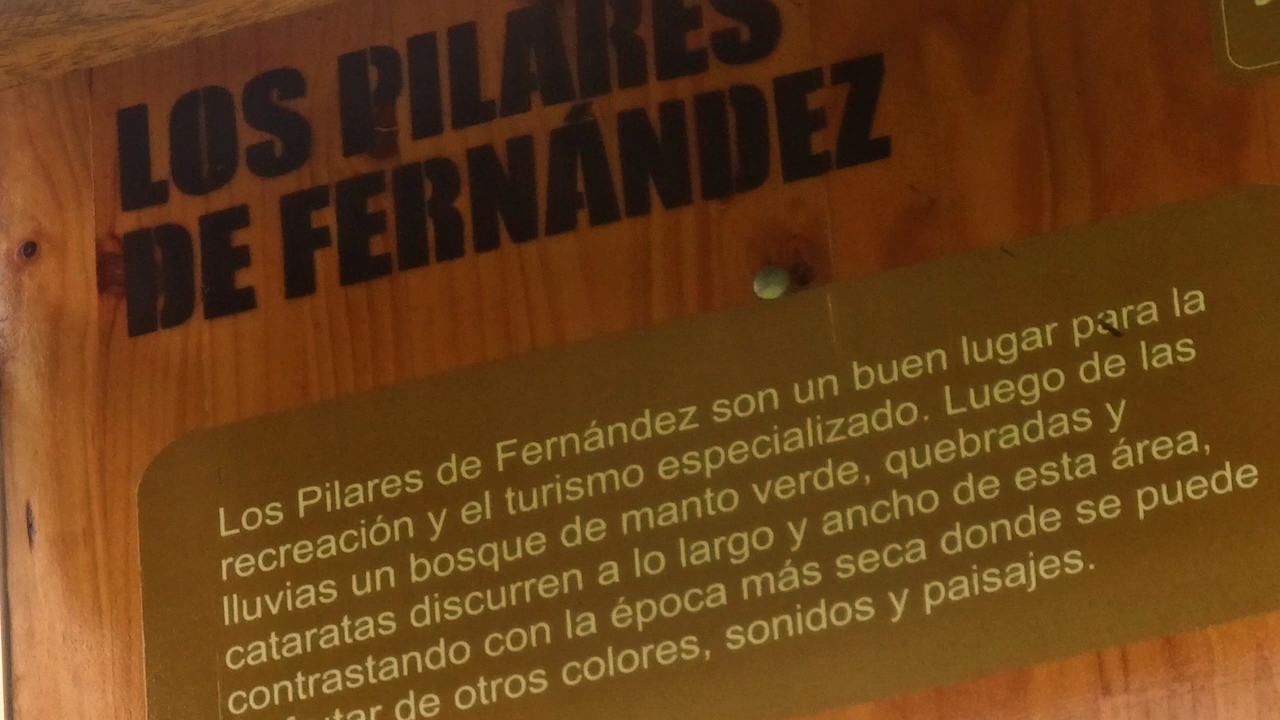 LOS PILARES
DE FERNÁNDEZ
Los Pilares de Fernández son un buen lugar para la
recreación y el turismo especializado. Luego de las
lluvias un bosque de manto verde, quebradas y
cataratas discurren a lo largo y ancho de esta área,
contrastando con la época más seca donde se puede
de otros colores, sonidos y paisajes.